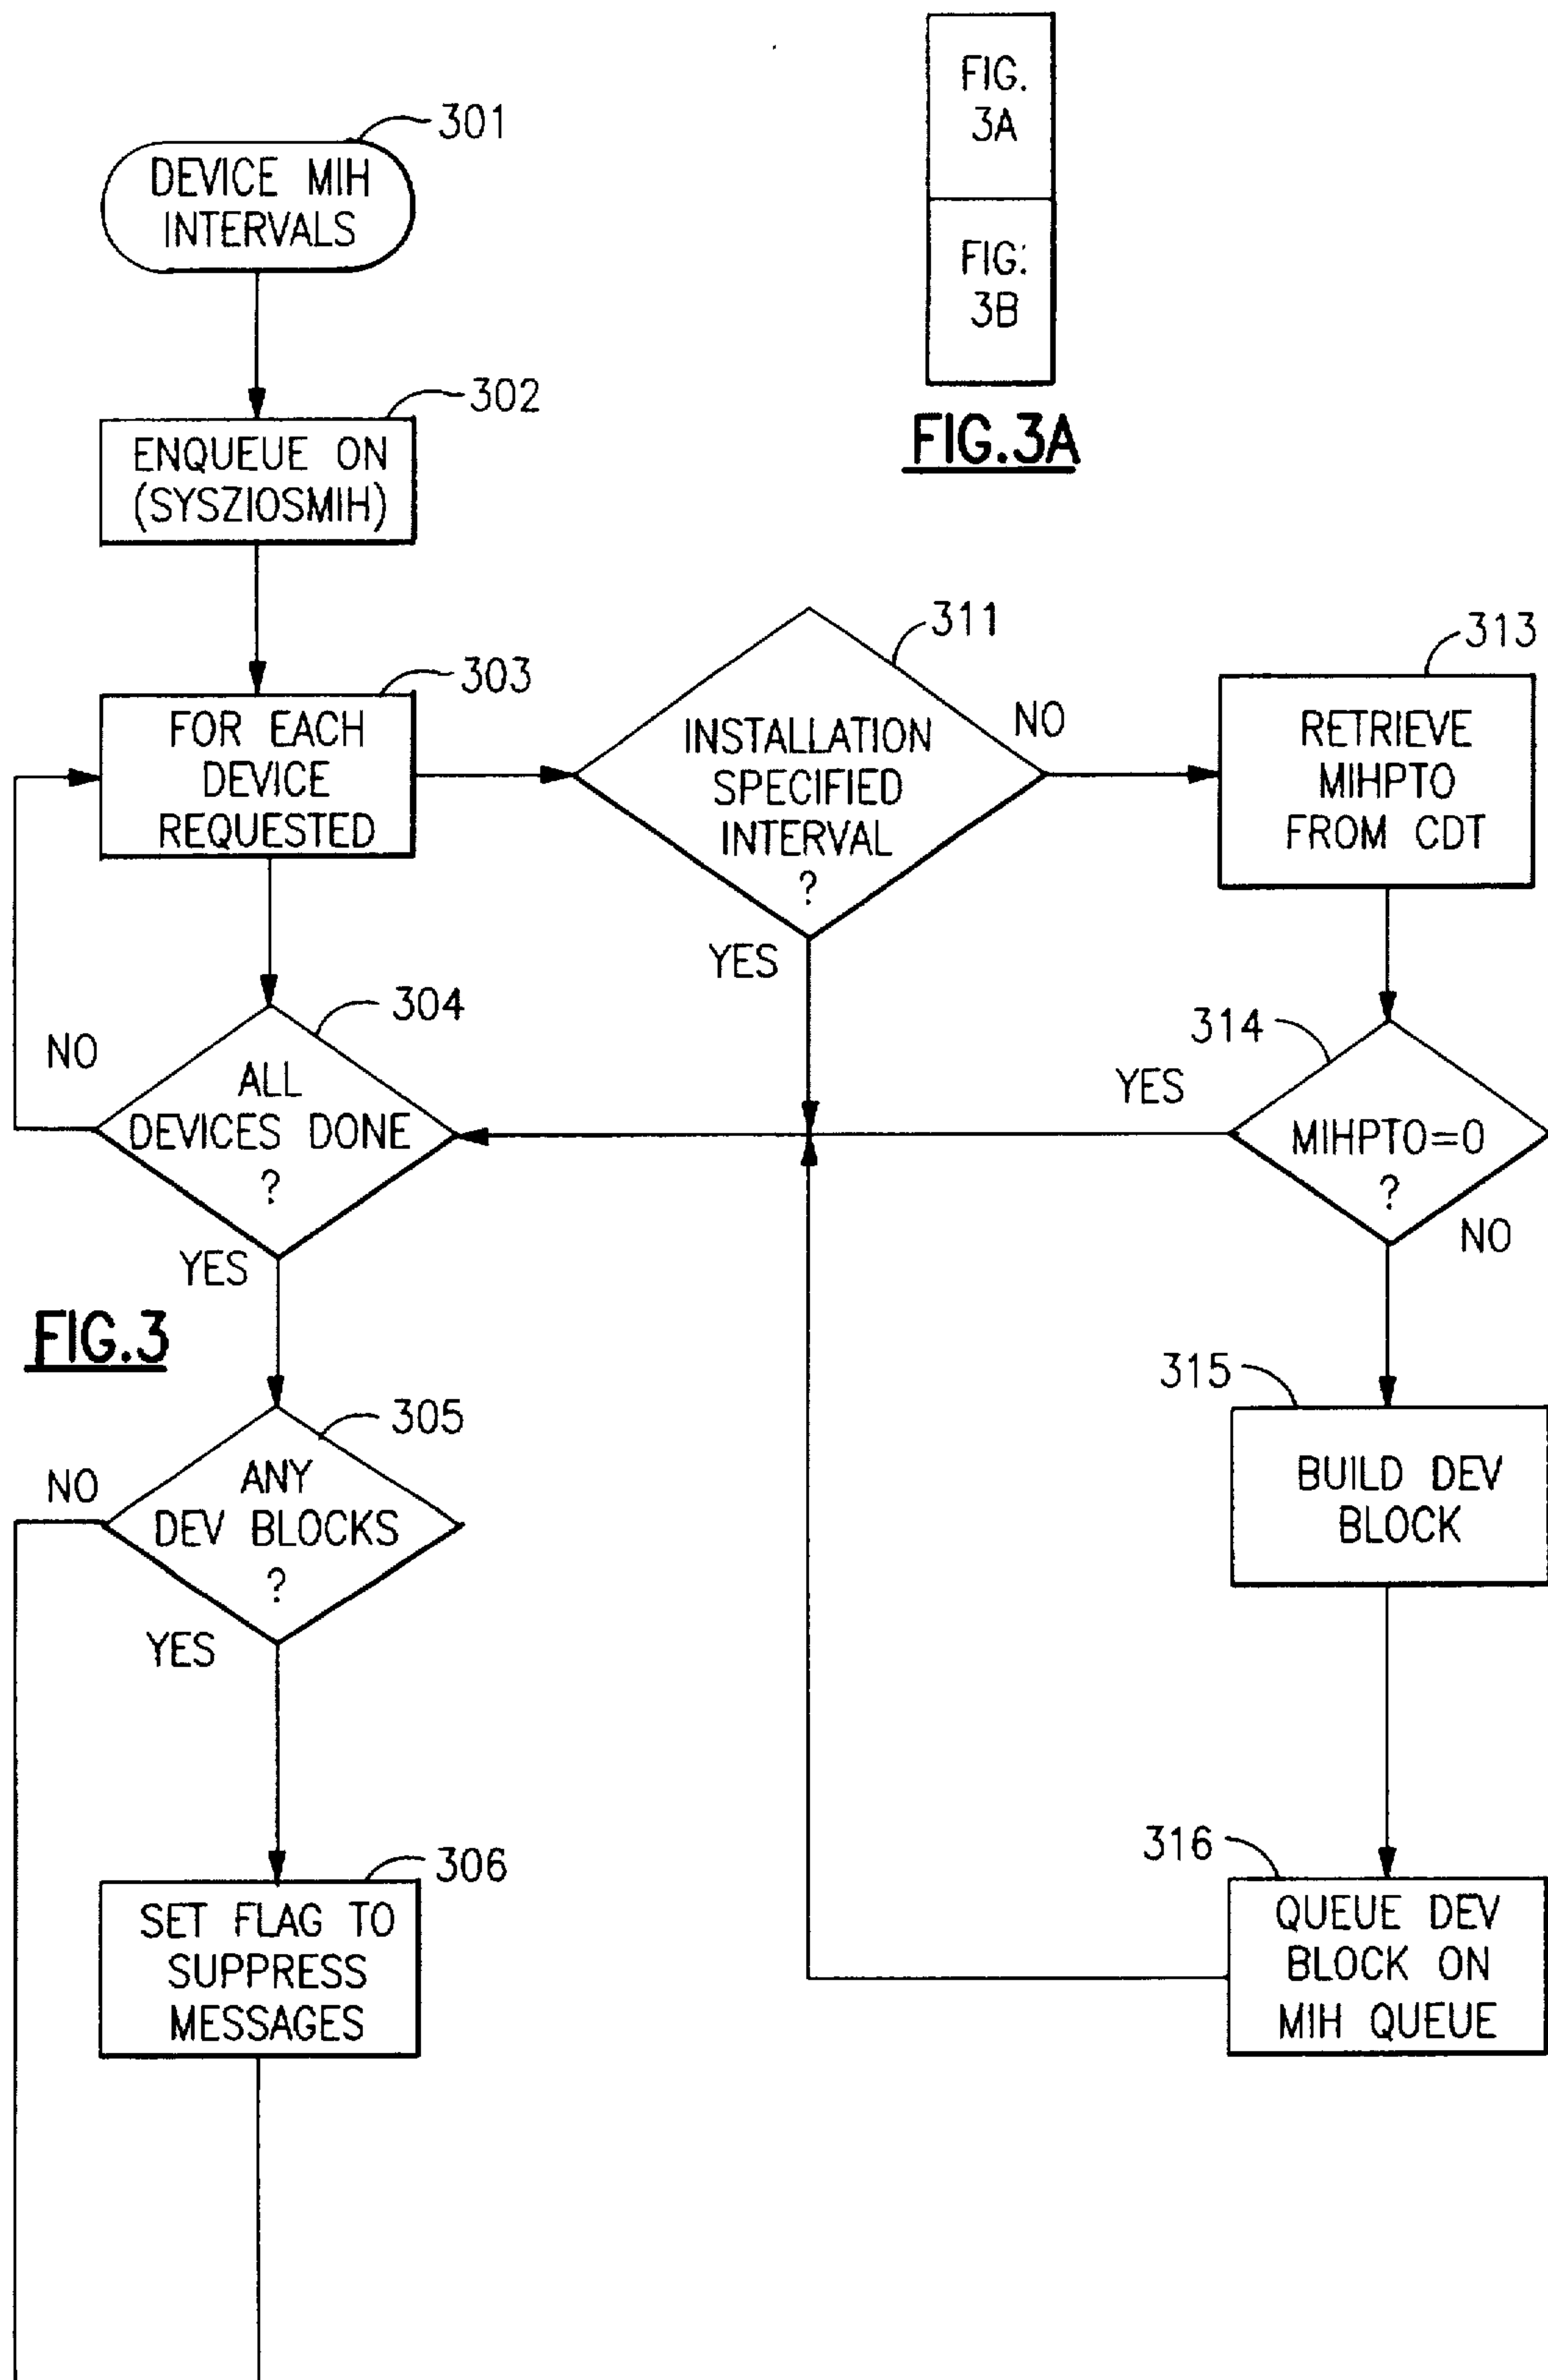 FIG.
3A
FIG.
3B
FIG.3A
301
DEVICE MIH
INTERVALS
302
ENQUEUE ON
(SYSZIOSMIH)
303
FOR EACH
DEVICE
REQUESTED
311
INSTALLATION
SPECIFIED
INTERVAL
?
NO
YES
313
RETRIEVE
MIHPTO
FROM CDT
304
NO
ALL
DEVICES DONE
?
YES
314
YES
MIHPTO=0
?
NO
FIG.3
305
NO
ANY
DEV BLOCKS
?
YES
315
BUILD DEV
BLOCK
306
SET FLAG TO
SUPPRESS
MESSAGES
316
QUEUE DEV
BLOCK ON
MIH QUEUE